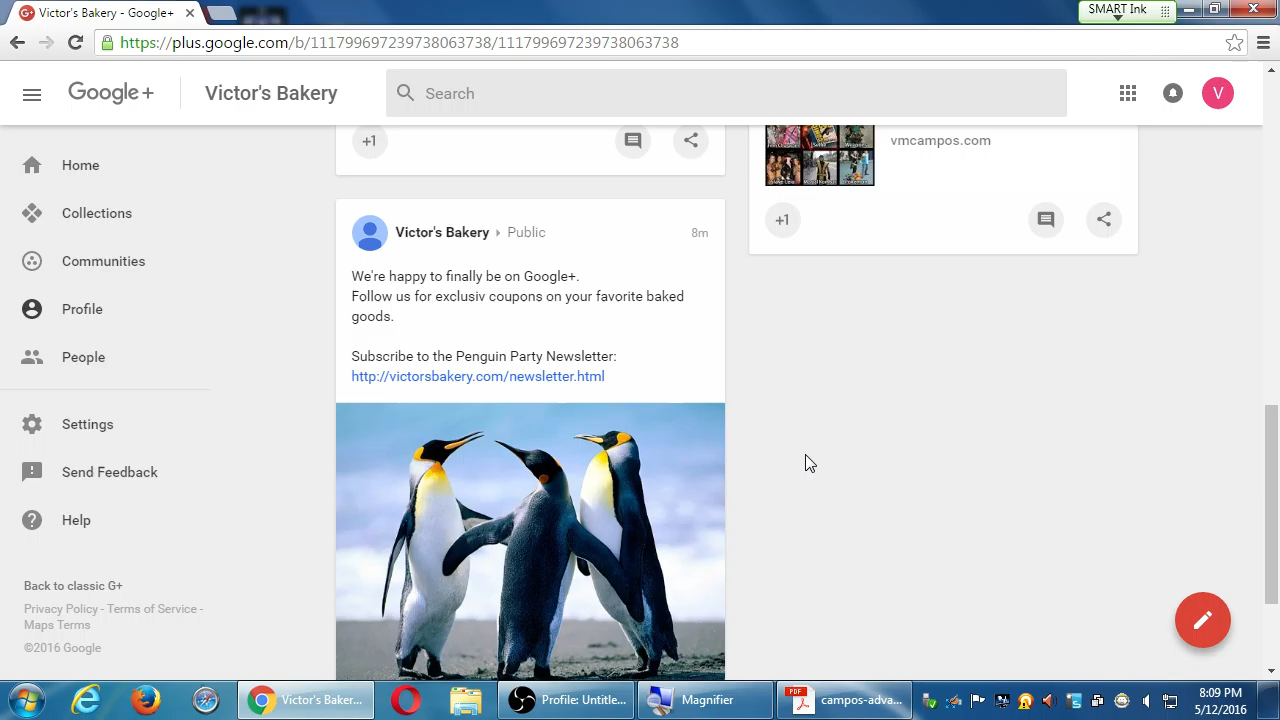 Victor's Bakery - Google+
SMART Ink
https://plus.google.com/b/111799697239738063738/111799697239738063738
Google+
Victor's Bakery
Search
V
Home
Collections
Communities
Profile
People
Settings
Send Feedback
Help
Back to classic G+
Privacy Policy - Terms of Service -
Maps Terms
©2016 Google
+1
Victor's Bakery
Public
8m
We're happy to finally be on Google+.
Follow us for exclusiv coupons on your favorite baked
goods.
Subscribe to the Penguin Party Newsletter:
http://victorsbakery.com/newsletter.html
vmcampos.com
+1
Victor's Baker...
Profile: Untitle...
Magnifier
PDF
campos-adva...
8:09 PM
5/12/2016